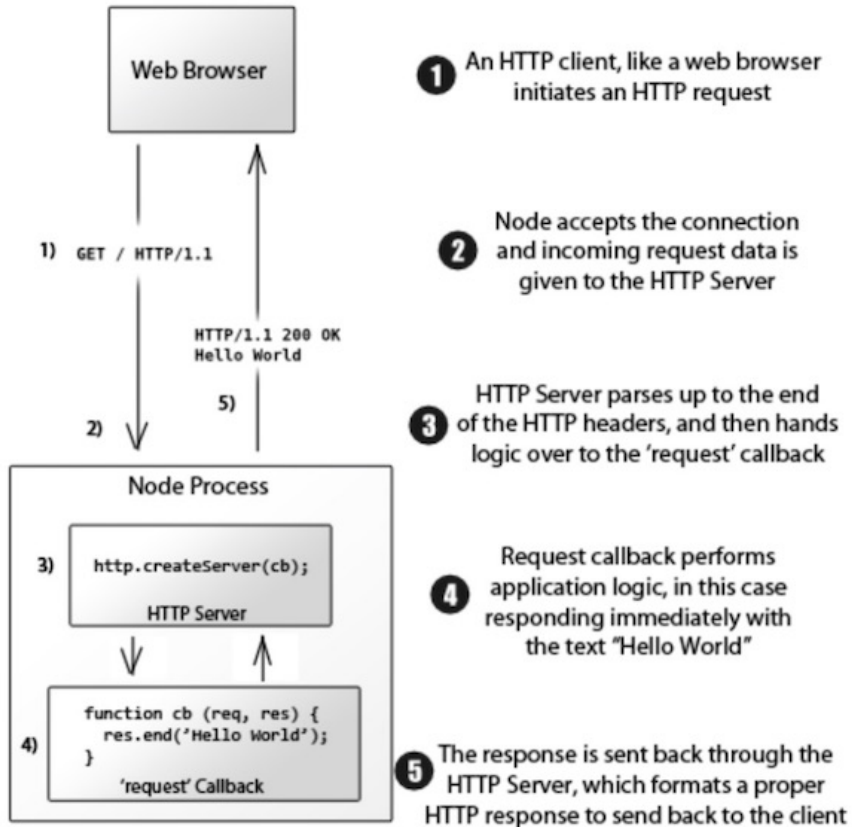 Web Browser
1) GET / HTTP/1.1
HTTP/1.1 200 OK
Hello World
5)
2)
Node Process
3) http.createServer(cb);
HTTP Server
4) function cb (req, res) {
res.end('Hello World');
}
'request' Callback
1 An HTTP client, like a web browser
initiates an HTTP request
2 Node accepts the connection
and incoming request data is
given to the HTTP Server
3 HTTP Server parses up to the end
of the HTTP headers, and then hands
logic over to the 'request' callback
4 Request callback performs
application logic, in this case
responding immediately with
the text "Hello World"
5 The response is sent back through the
HTTP Server, which formats a proper
HTTP response to send back to the client